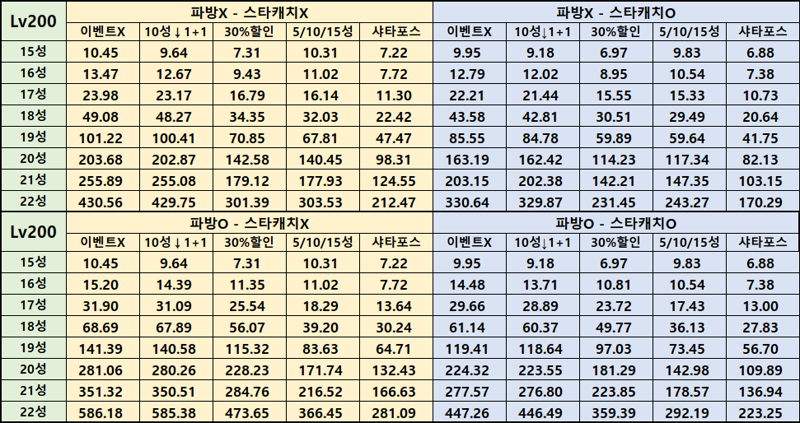 Lv200 파방X - 스타캐치X 파방X - 스타캐치O
이벤트X 10성↓1+1 30%할인 5/10/15성 샤타포스 이벤트X 10성↓1+1 30%할인 5/10/15성 샤타포스
15성 10.45 9.64 7.31 10.31 7.22 9.95 9.18 6.97 9.83 6.88
16성 13.47 12.67 9.43 11.02 7.72 12.79 12.02 8.95 10.54 7.38
17성 23.98 23.17 16.79 16.14 11.30 22.21 21.44 15.55 15.33 10.73
18성 49.08 48.27 34.35 32.03 22.42 43.58 42.81 30.51 29.49 20.64
19성 101.22 100.41 70.85 67.81 47.47 85.55 84.78 59.89 59.64 41.75
20성 203.68 202.87 142.58 140.45 98.31 163.19 162.42 114.23 117.34 82.13
21성 255.89 255.08 179.12 177.93 124.55 203.15 202.38 142.21 147.35 103.15
22성 430.56 429.75 301.39 303.53 212.47 330.64 329.87 231.45 243.27 170.29
Lv200 파방O - 스타캐치X 파방O - 스타캐치O
이벤트X 10성↓1+1 30%할인 5/10/15성 샤타포스 이벤트X 10성↓1+1 30%할인 5/10/15성 샤타포스
15성 10.45 9.64 7.31 10.31 7.22 9.95 9.18 6.97 9.83 6.88
16성 15.20 14.39 11.35 11.02 7.72 14.48 13.71 10.81 10.54 7.38
17성 31.90 31.09 25.54 18.29 13.64 29.66 28.89 23.72 17.43 13.00
18성 68.69 67.89 56.07 39.20 30.24 61.14 60.37 49.77 36.13 27.83
19성 141.39 140.58 115.32 83.63 64.71 119.41 118.64 97.03 73.45 56.70
20성 281.06 280.26 228.23 171.74 132.43 224.32 223.55 181.29 142.98 109.89
21성 351.32 350.51 284.76 216.52 166.63 277.57 276.80 223.85 178.57 136.94
22성 586.18 585.38 473.65 366.45 281.09 447.26 446.49 359.39 292.19 223.25